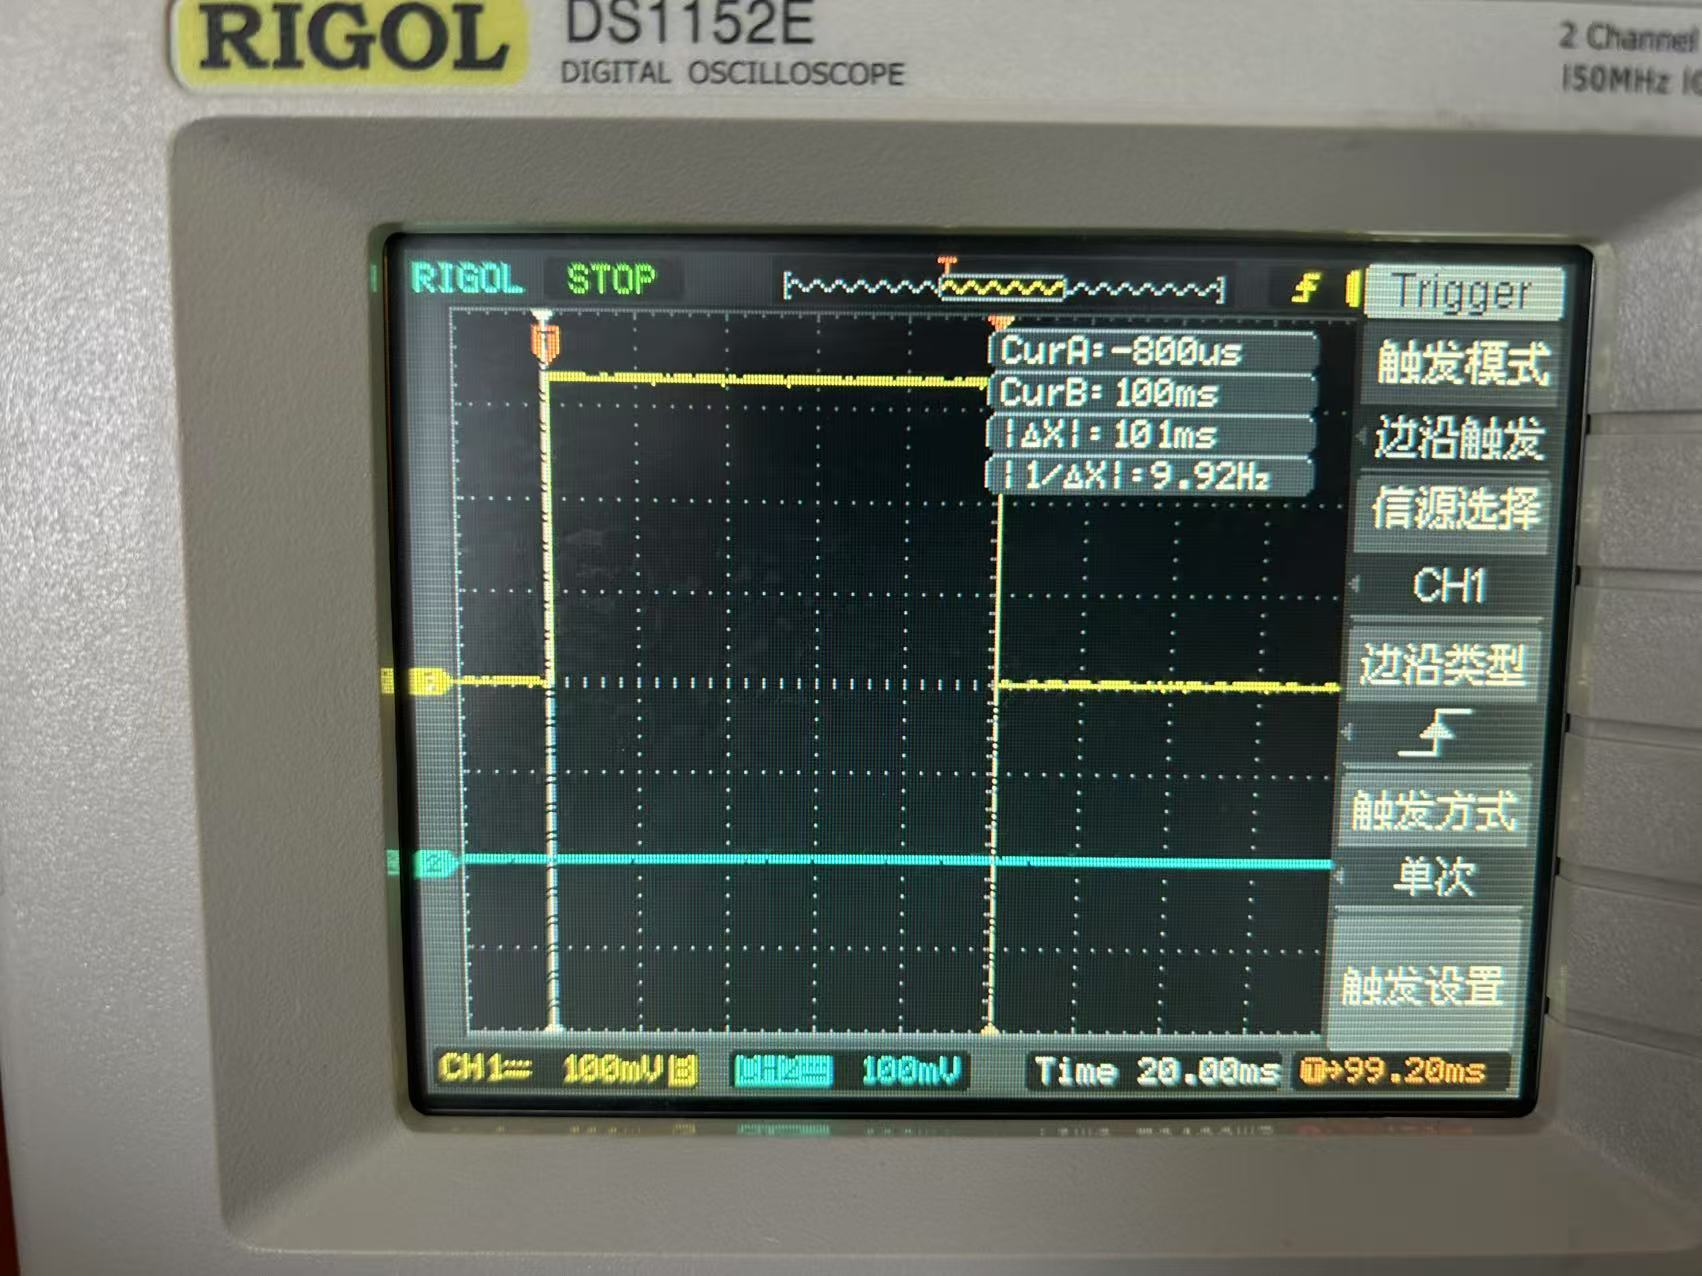 RIGOL
DS1152E
DIGITAL OSCILLOSCOPE
2 Channel
150MHz
RIGOL STOP
T
Trigger
CurA:-800us
CurB: 100ms
|ΔX|: 101ms
|1/ΔX|:9.92Hz
触发模式
边沿触发
信源选择
CH1
边沿类型
触发方式
单次
触发设置
2
CH1 100mV B CH2 100mV Time 20.00ms T→99.20ms